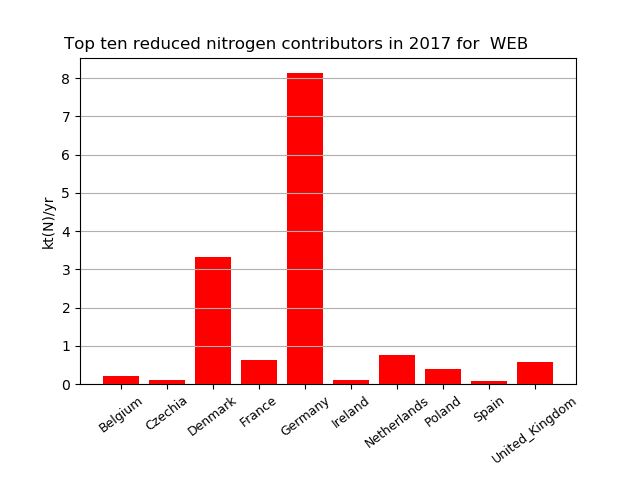 Top ten reduced nitrogen contributors in 2017 for  WEB
8
7
6
5
4
3
2
1
0
kt(N)/yr
Belgium
Czechia
Denmark
France
Germany
Ireland
Netherlands
Poland
Spain
United_Kingdom